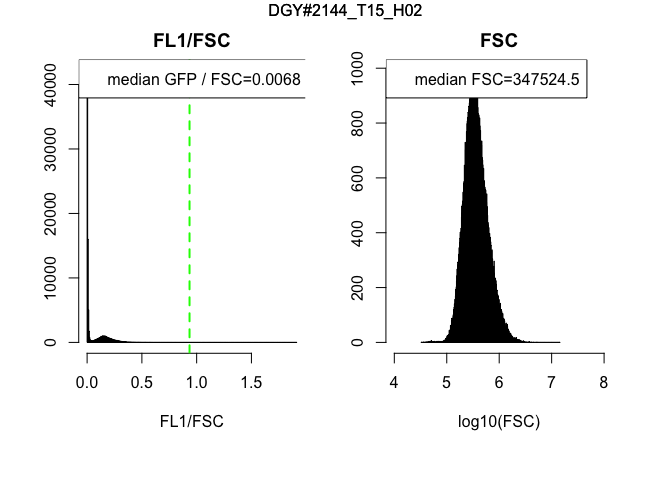 DGY#2144_T15_H02
FL1/FSC
median GFP / FSC=0.0068
40000
30000
20000
10000
0
0.0 0.5 1.0 1.5
FL1/FSC
FSC
median FSC=347524.5
1000
800
600
400
200
0
4 5 6 7 8
log10(FSC)